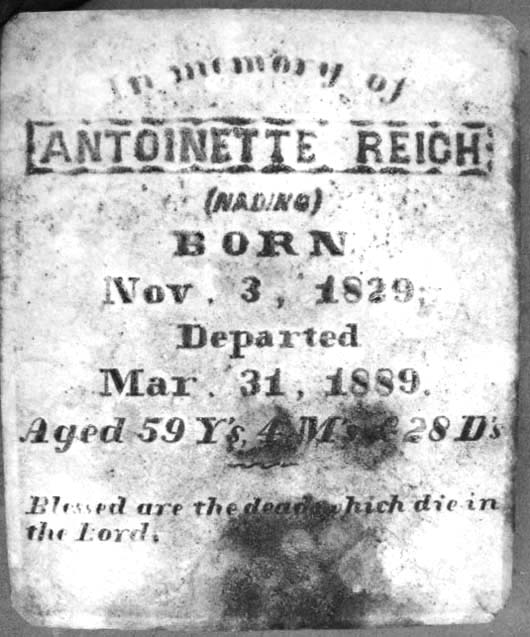 In memory of
ANTOINETTE REICH
(NADING)
BORN
Nov. 3, 1829,
Departed
Mar. 31, 1889.
Aged 59 Y's, 4 M's & 28 D's
Blessed are the dead which die in
the Lord.